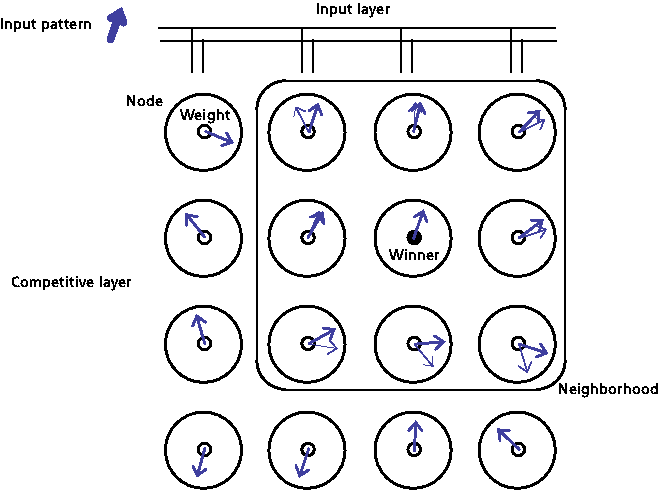 Input layer
Input pattern
Node
Weight
Winner
Competitive layer
Neighborhood